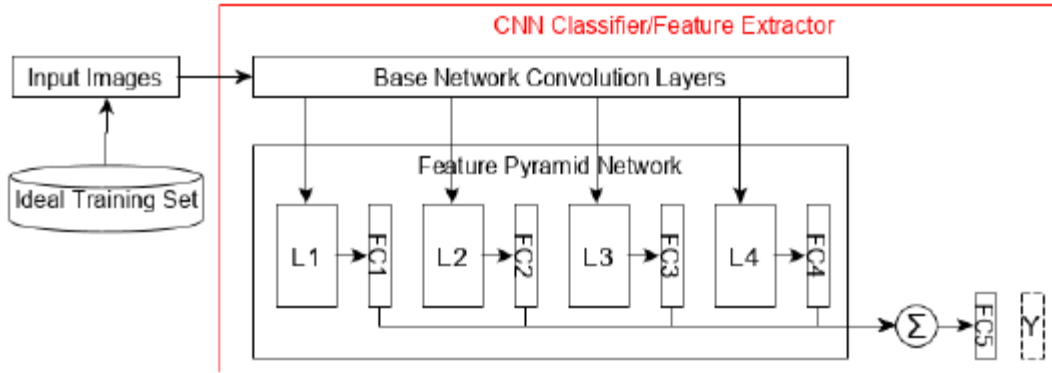 CNN Classifier/Feature Extractor
Input Images
Base Network Convolution Layers
Ideal Training Set
Feature Pyramid Network
L1
FC1
L2
FC2
L3
FC3
L4
FC4
Σ
FC5
Y